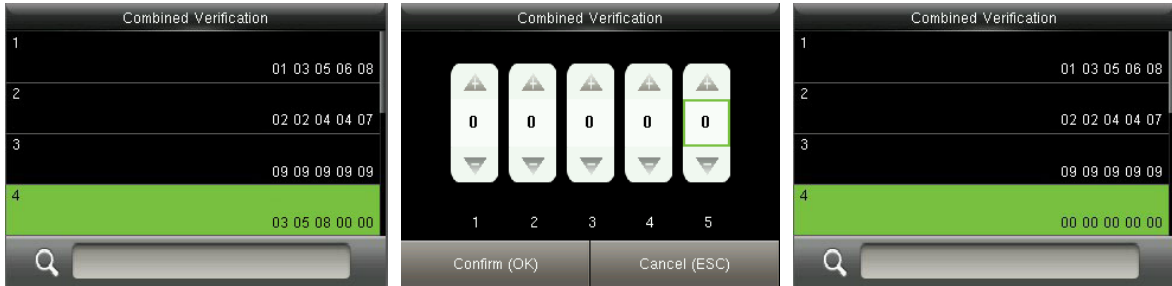 Combined Verification
1
01 03 05 06 08
2
02 02 04 04 07
3
09 09 09 09 09
4
03 05 08 00 00
Combined Verification
0 0 0 0 0
1 2 3 4 5
Confirm (OK) Cancel (ESC)
Combined Verification
1
01 03 05 06 08
2
02 02 04 04 07
3
09 09 09 09 09
4
00 00 00 00 00